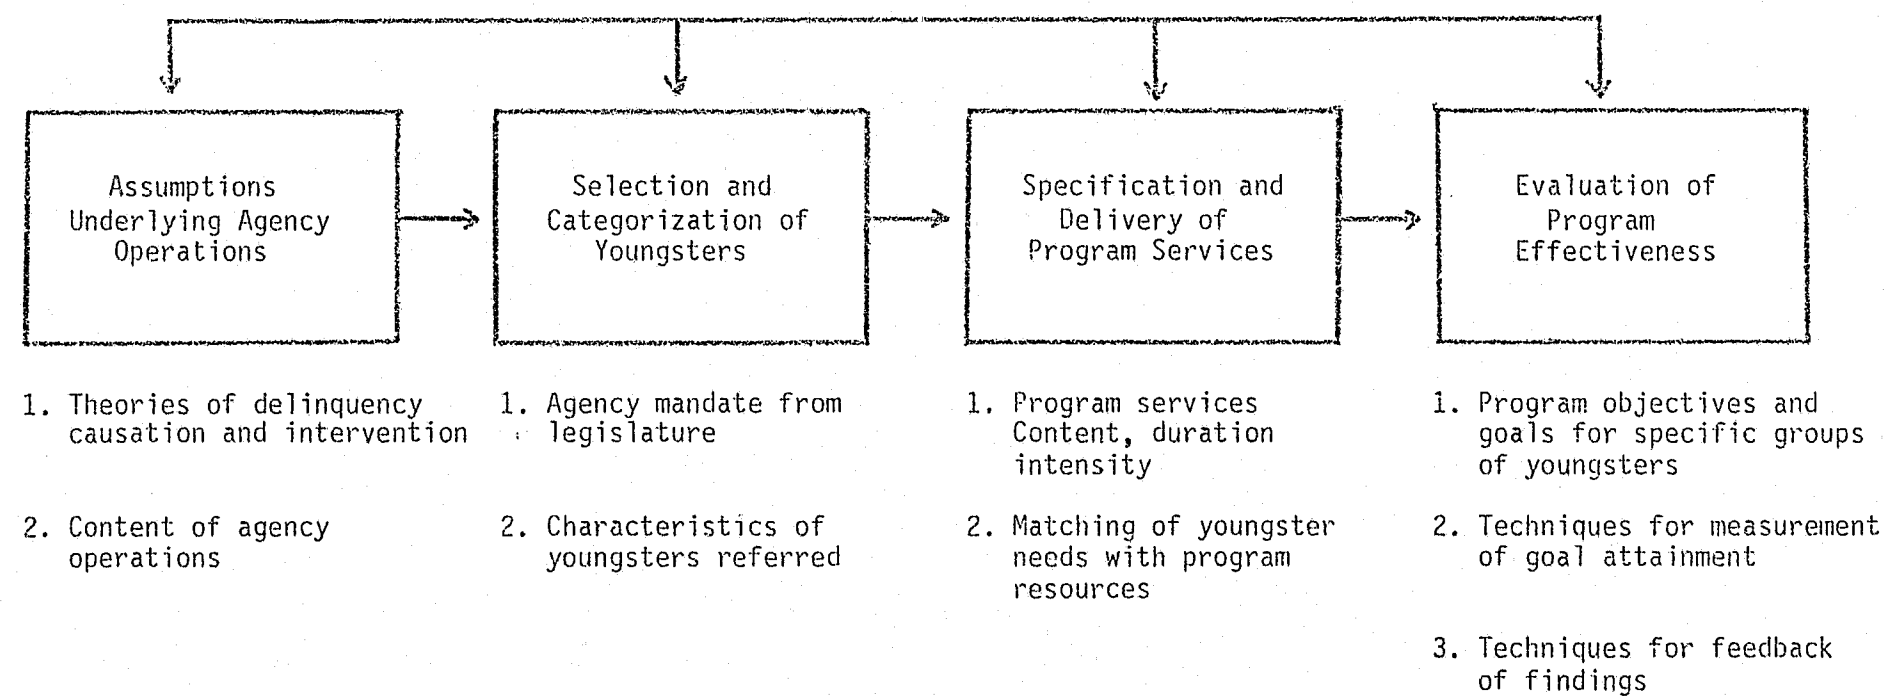 Assumptions
Underlying Agency
Operations
Selection and
Categorization of
Youngsters
Specification and
Delivery of
Program Services
Evaluation of
Program
Effectiveness
1. Theories of delinquency
causation and intervention
2. Content of agency
operations
1. Agency mandate from
legislature
2. Characteristics of
youngsters referred
1. Program services
Content, duration
intensity
2. Matching of youngster
needs with program
resources
1. Program objectives and
goals for specific groups
of youngsters
2. Techniques for measurement
of goal attainment
3. Techniques for feedback
of findings